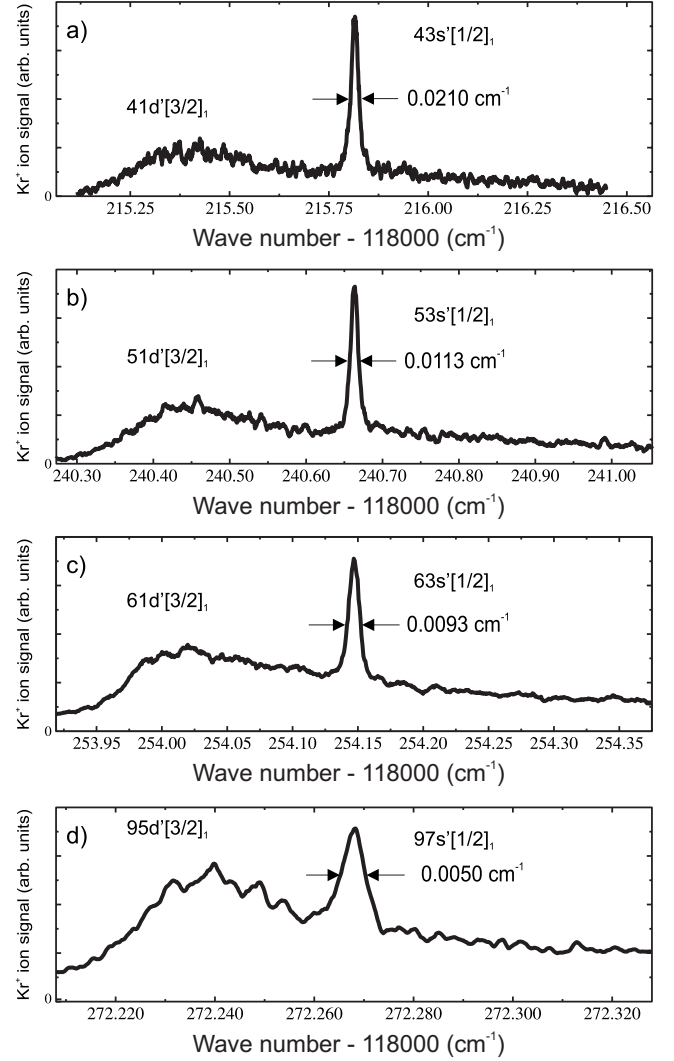 a)
43s'[1/2]₁
41d'[3/2]₁
0.0210 cm⁻¹
Kr⁺ ion signal (arb. units)
0
215.25 215.50 215.75 216.00 216.25 216.50
Wave number - 118000 (cm⁻¹)
b)
53s'[1/2]₁
51d'[3/2]₁
0.0113 cm⁻¹
Kr⁺ ion signal (arb. units)
0
240.30 240.40 240.50 240.60 240.70 240.80 240.90 241.00
Wave number - 118000 (cm⁻¹)
c)
63s'[1/2]₁
61d'[3/2]₁
0.0093 cm⁻¹
Kr⁺ ion signal (arb. units)
0
253.95 254.00 254.05 254.10 254.15 254.20 254.25 254.30 254.35
Wave number - 118000 (cm⁻¹)
d)
95d'[3/2]₁
97s'[1/2]₁
0.0050 cm⁻¹
Kr⁺ ion signal (arb. units)
0
272.220 272.240 272.260 272.280 272.300 272.320
Wave number - 118000 (cm⁻¹)